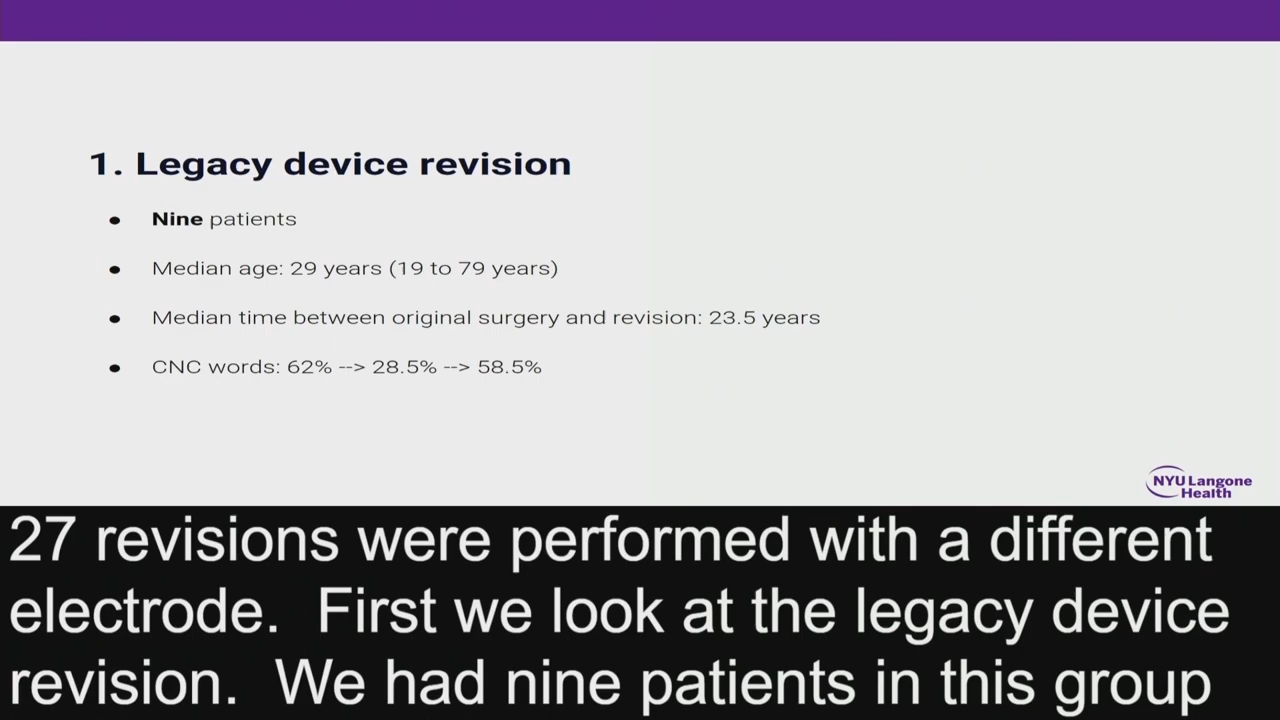 1. Legacy device revision
● Nine patients
● Median age: 29 years (19 to 79 years)
● Median time between original surgery and revision: 23.5 years
● CNC words: 62% --> 28.5% --> 58.5%
NYU Langone
Health
27 revisions were performed with a different
electrode.  First we look at the legacy device
revision.  We had nine patients in this group